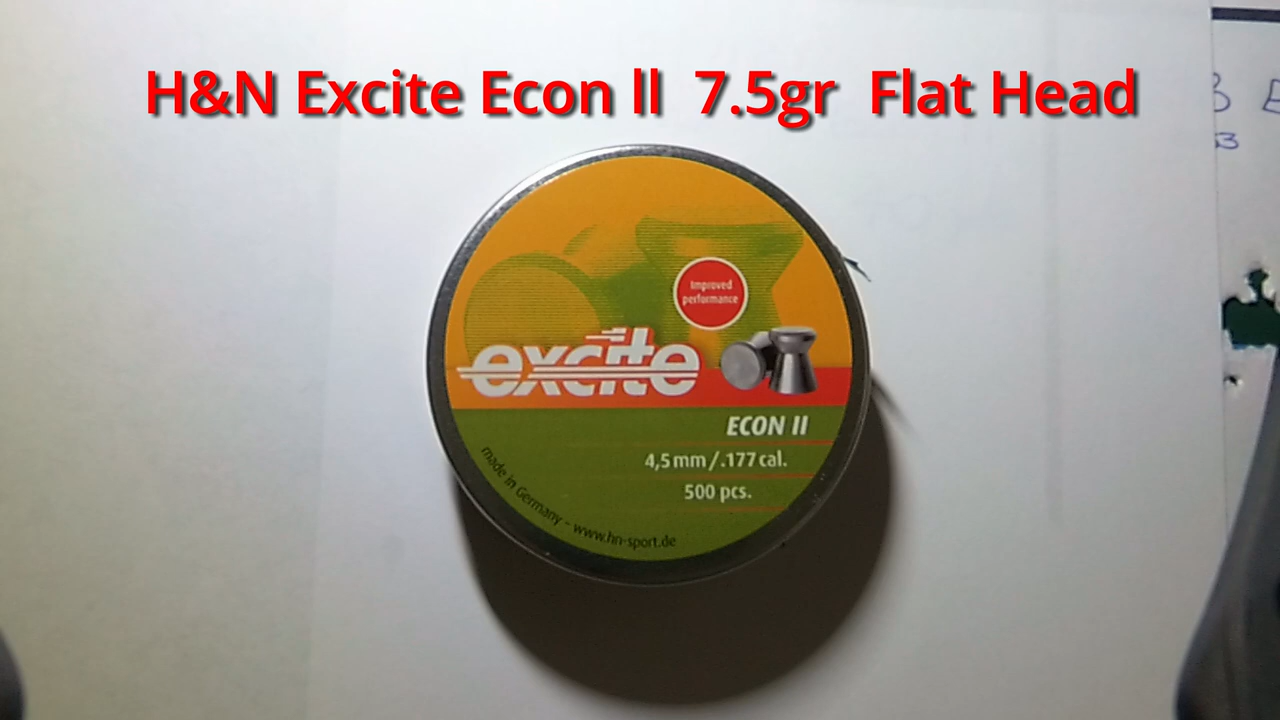 H&N Excite Econ ll 7.5gr Flat Head
Improved
performance
excite
ECON II
4,5 mm / .177 cal.
500 pcs.
made in Germany - www.hn-sport.de